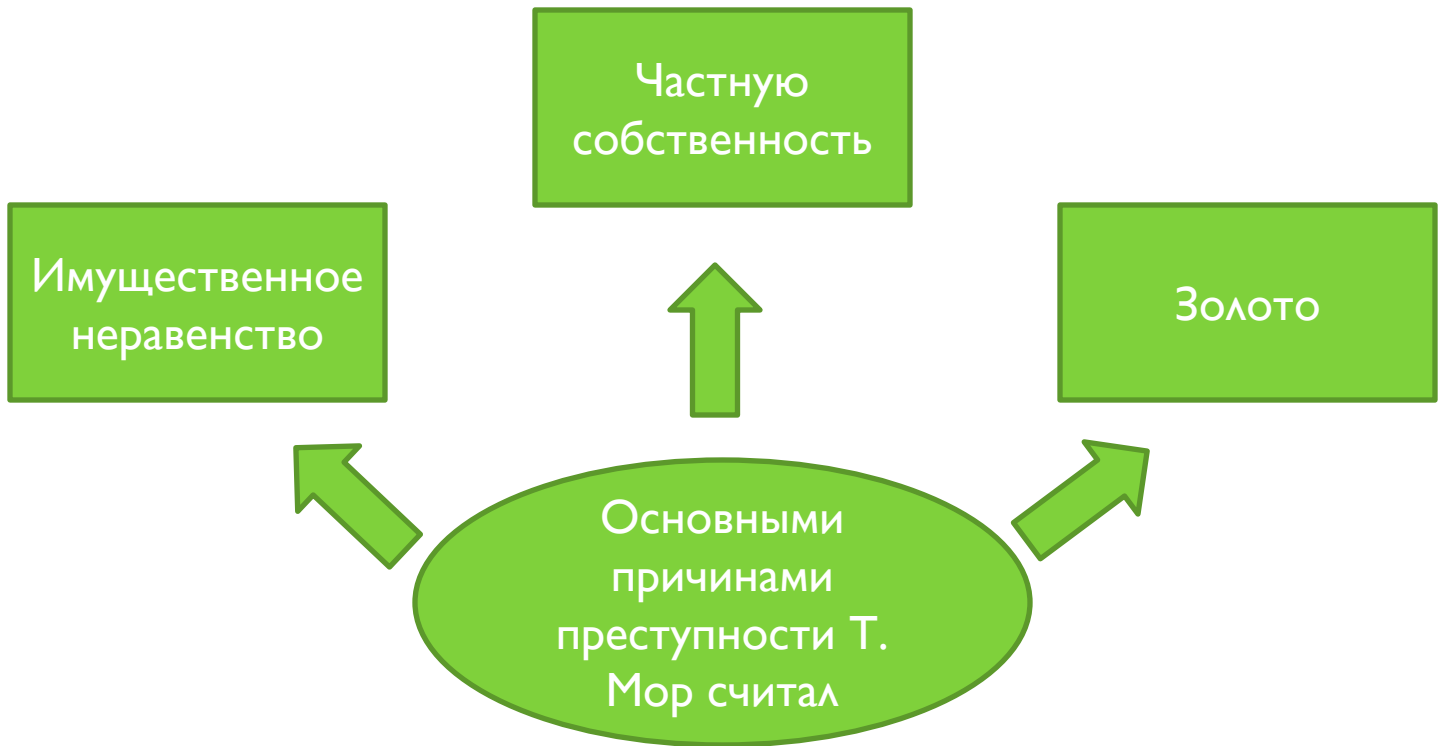 Частную
собственность
Имущественное
неравенство
Золото
Основными
причинами
преступности Т.
Мор считал